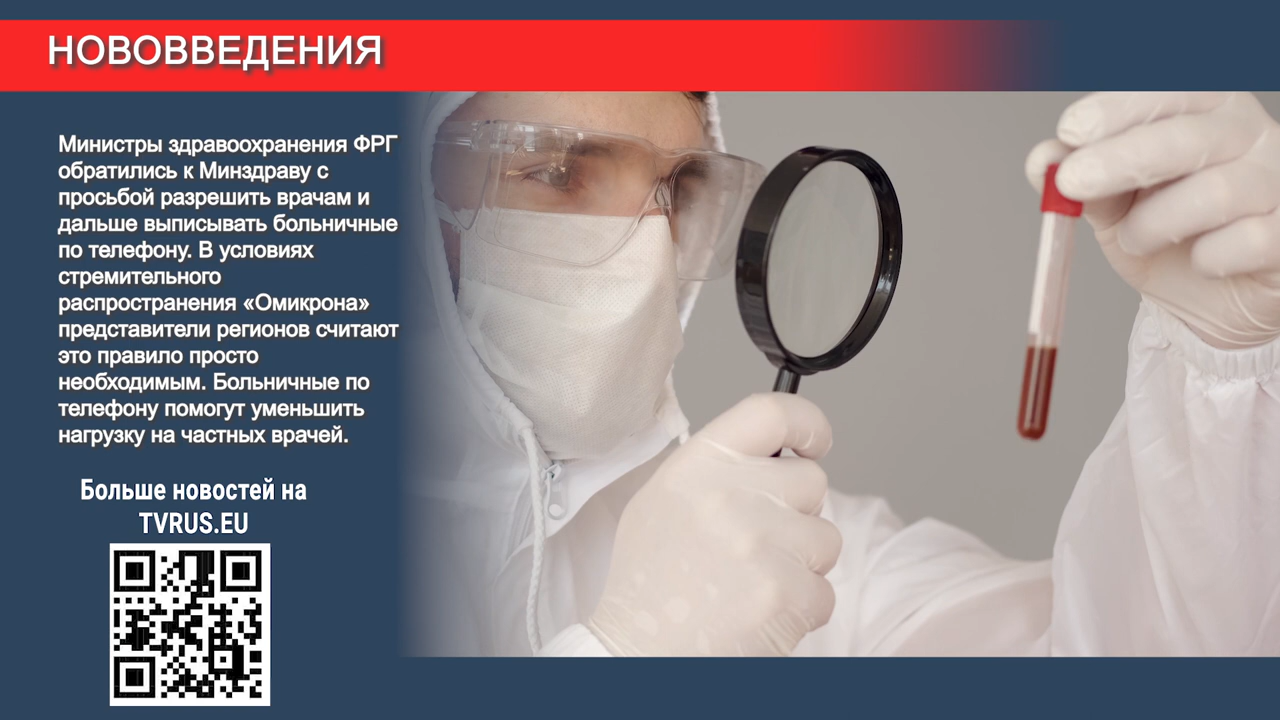 НОВОВВЕДЕНИЯ
Министры здравоохранения ФРГ
обратились к Минздраву с
просьбой разрешить врачам и
дальше выписывать больничные
по телефону. В условиях
стремительного
распространения «Омикрона»
представители регионов считают
это правило просто
необходимым. Больничные по
телефону помогут уменьшить
нагрузку на частных врачей.
Больше новостей на
TVRUS.EU